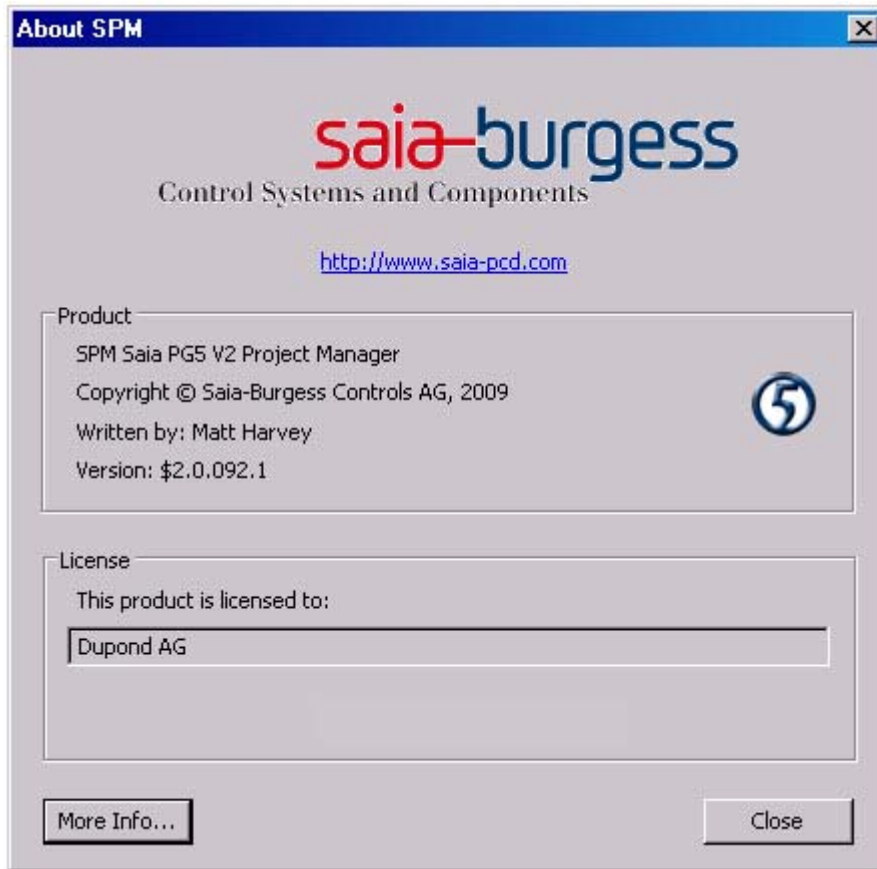 About SPM
saia-burgess
Control Systems and Components
http://www.saia-pcd.com
Product
SPM Saia PG5 V2 Project Manager
Copyright © Saia-Burgess Controls AG, 2009
Written by: Matt Harvey
Version: $2.0.092.1
5
License
This product is licensed to:
Dupond AG
More Info...
Close